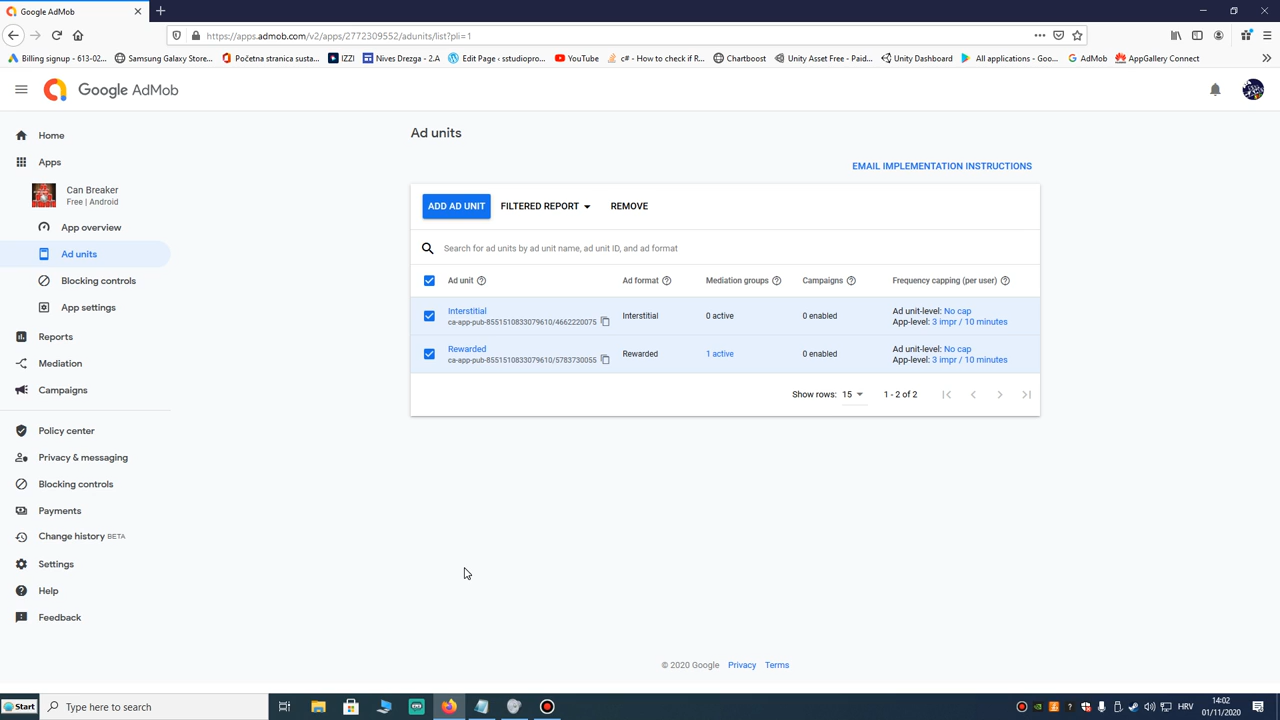 Google AdMob
https://apps.admob.com/v2/apps/2772309552/adunits/list?pli=1
Billing signup - 613-02...
Samsung Galaxy Store...
Početna stranica susta...
IZZI
Nives Drezga - 2.A
Edit Page ‹ sstudiopro...
YouTube
c# - How to check if R...
Chartboost
Unity Asset Free - Paid...
Unity Dashboard
All applications - Goo...
AdMob
AppGallery Connect
Google AdMob
Home
Apps
Can Breaker
Free | Android
App overview
Ad units
Blocking controls
App settings
Reports
Mediation
Campaigns
Policy center
Privacy & messaging
Blocking controls
Payments
Change history BETA
Settings
Help
Feedback
Ad units
EMAIL IMPLEMENTATION INSTRUCTIONS
ADD AD UNIT FILTERED REPORT REMOVE
Search for ad units by ad unit name, ad unit ID, and ad format
Ad unit Ad format Mediation groups Campaigns Frequency capping (per user)
Interstitial
ca-app-pub-8551510833079610/4662220075
Interstitial
0 active
0 enabled
Ad unit-level: No cap
App-level: 3 impr / 10 minutes
Rewarded
ca-app-pub-8551510833079610/5783730055
Rewarded
1 active
0 enabled
Ad unit-level: No cap
App-level: 3 impr / 10 minutes
Show rows: 15 1 - 2 of 2
© 2020 Google Privacy Terms
Start
Type here to search
HRV
14:02
01/11/2020